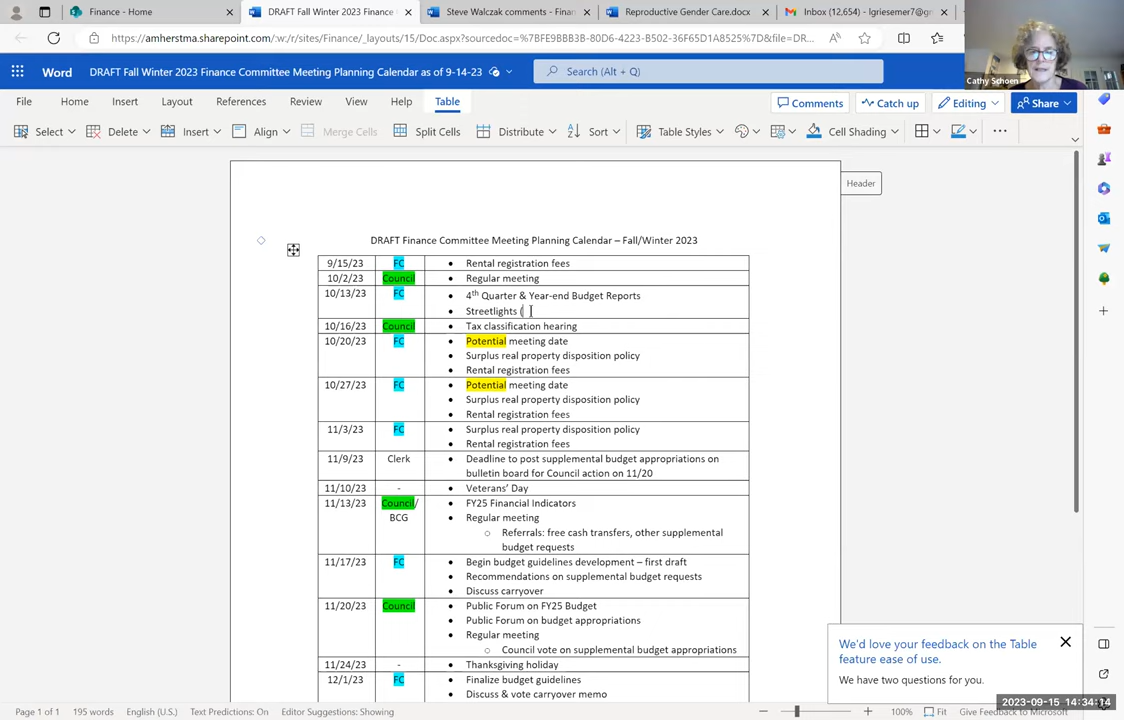 Finance - Home
DRAFT Fall Winter 2023 Finance
Steve Walczak comments - Finan
Reproductive Gender Care.docx
Inbox (12,654) - lgriesemer7@gm
https://amherstma.sharepoint.com/:w:/r/sites/Finance/_layouts/15/Doc.aspx?sourcedoc=%7BFE9BBB3B-80D6-4223-B502-36F65D1A8525%7D&file=DR...
Word
DRAFT Fall Winter 2023 Finance Committee Meeting Planning Calendar as of 9-14-23
Search (Alt + Q)
Cathy Schoen
File Home Insert Layout References Review View Help Table
Comments Catch up Editing Share
Select Delete Insert Align Merge Cells Split Cells Distribute Sort Table Styles Cell Shading
Header
DRAFT Finance Committee Meeting Planning Calendar – Fall/Winter 2023
9/15/23 FC • Rental registration fees
10/2/23 Council • Regular meeting
10/13/23 FC • 4th Quarter & Year-end Budget Reports
• Streetlights (
10/16/23 Council • Tax classification hearing
10/20/23 FC • Potential meeting date
• Surplus real property disposition policy
• Rental registration fees
10/27/23 FC • Potential meeting date
• Surplus real property disposition policy
• Rental registration fees
11/3/23 FC • Surplus real property disposition policy
• Rental registration fees
11/9/23 Clerk • Deadline to post supplemental budget appropriations on
bulletin board for Council action on 11/20
11/10/23 - • Veterans' Day
11/13/23 Council/ • FY25 Financial Indicators
BCG • Regular meeting
○ Referrals: free cash transfers, other supplemental
budget requests
11/17/23 FC • Begin budget guidelines development – first draft
• Recommendations on supplemental budget requests
• Discuss carryover
11/20/23 Council • Public Forum on FY25 Budget
• Public Forum on budget appropriations
• Regular meeting
○ Council vote on supplemental budget appropriations
11/24/23 - • Thanksgiving holiday
12/1/23 FC • Finalize budget guidelines
• Discuss & vote carryover memo
We'd love your feedback on the Table
feature ease of use.
We have two questions for you.
2023-09-15 14:34:14
Page 1 of 1 195 words English (U.S.) Text Predictions: On Editor Suggestions: Showing 100% Fit Give Feedback to Microsoft